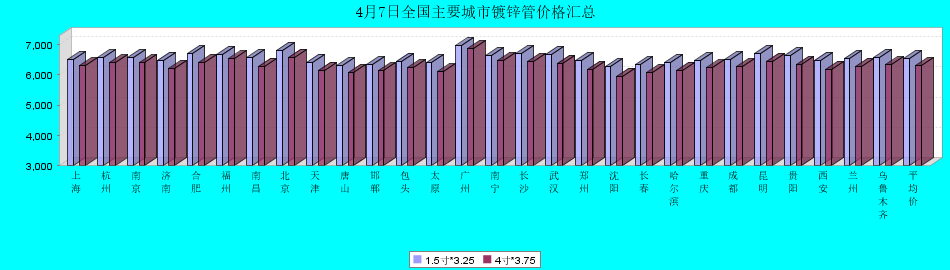 4月7日全国主要城市镀锌管价格汇总
7,000
6,000
5,000
4,000
3,000
上海
杭州
南京
济南
合肥
福州
南昌
北京
天津
唐山
邯郸
包头
太原
广州
南宁
长沙
武汉
郑州
沈阳
长春
哈尔滨
重庆
成都
昆明
贵阳
西安
兰州
乌鲁木齐
平均价
1.5寸*3.25
4寸*3.75